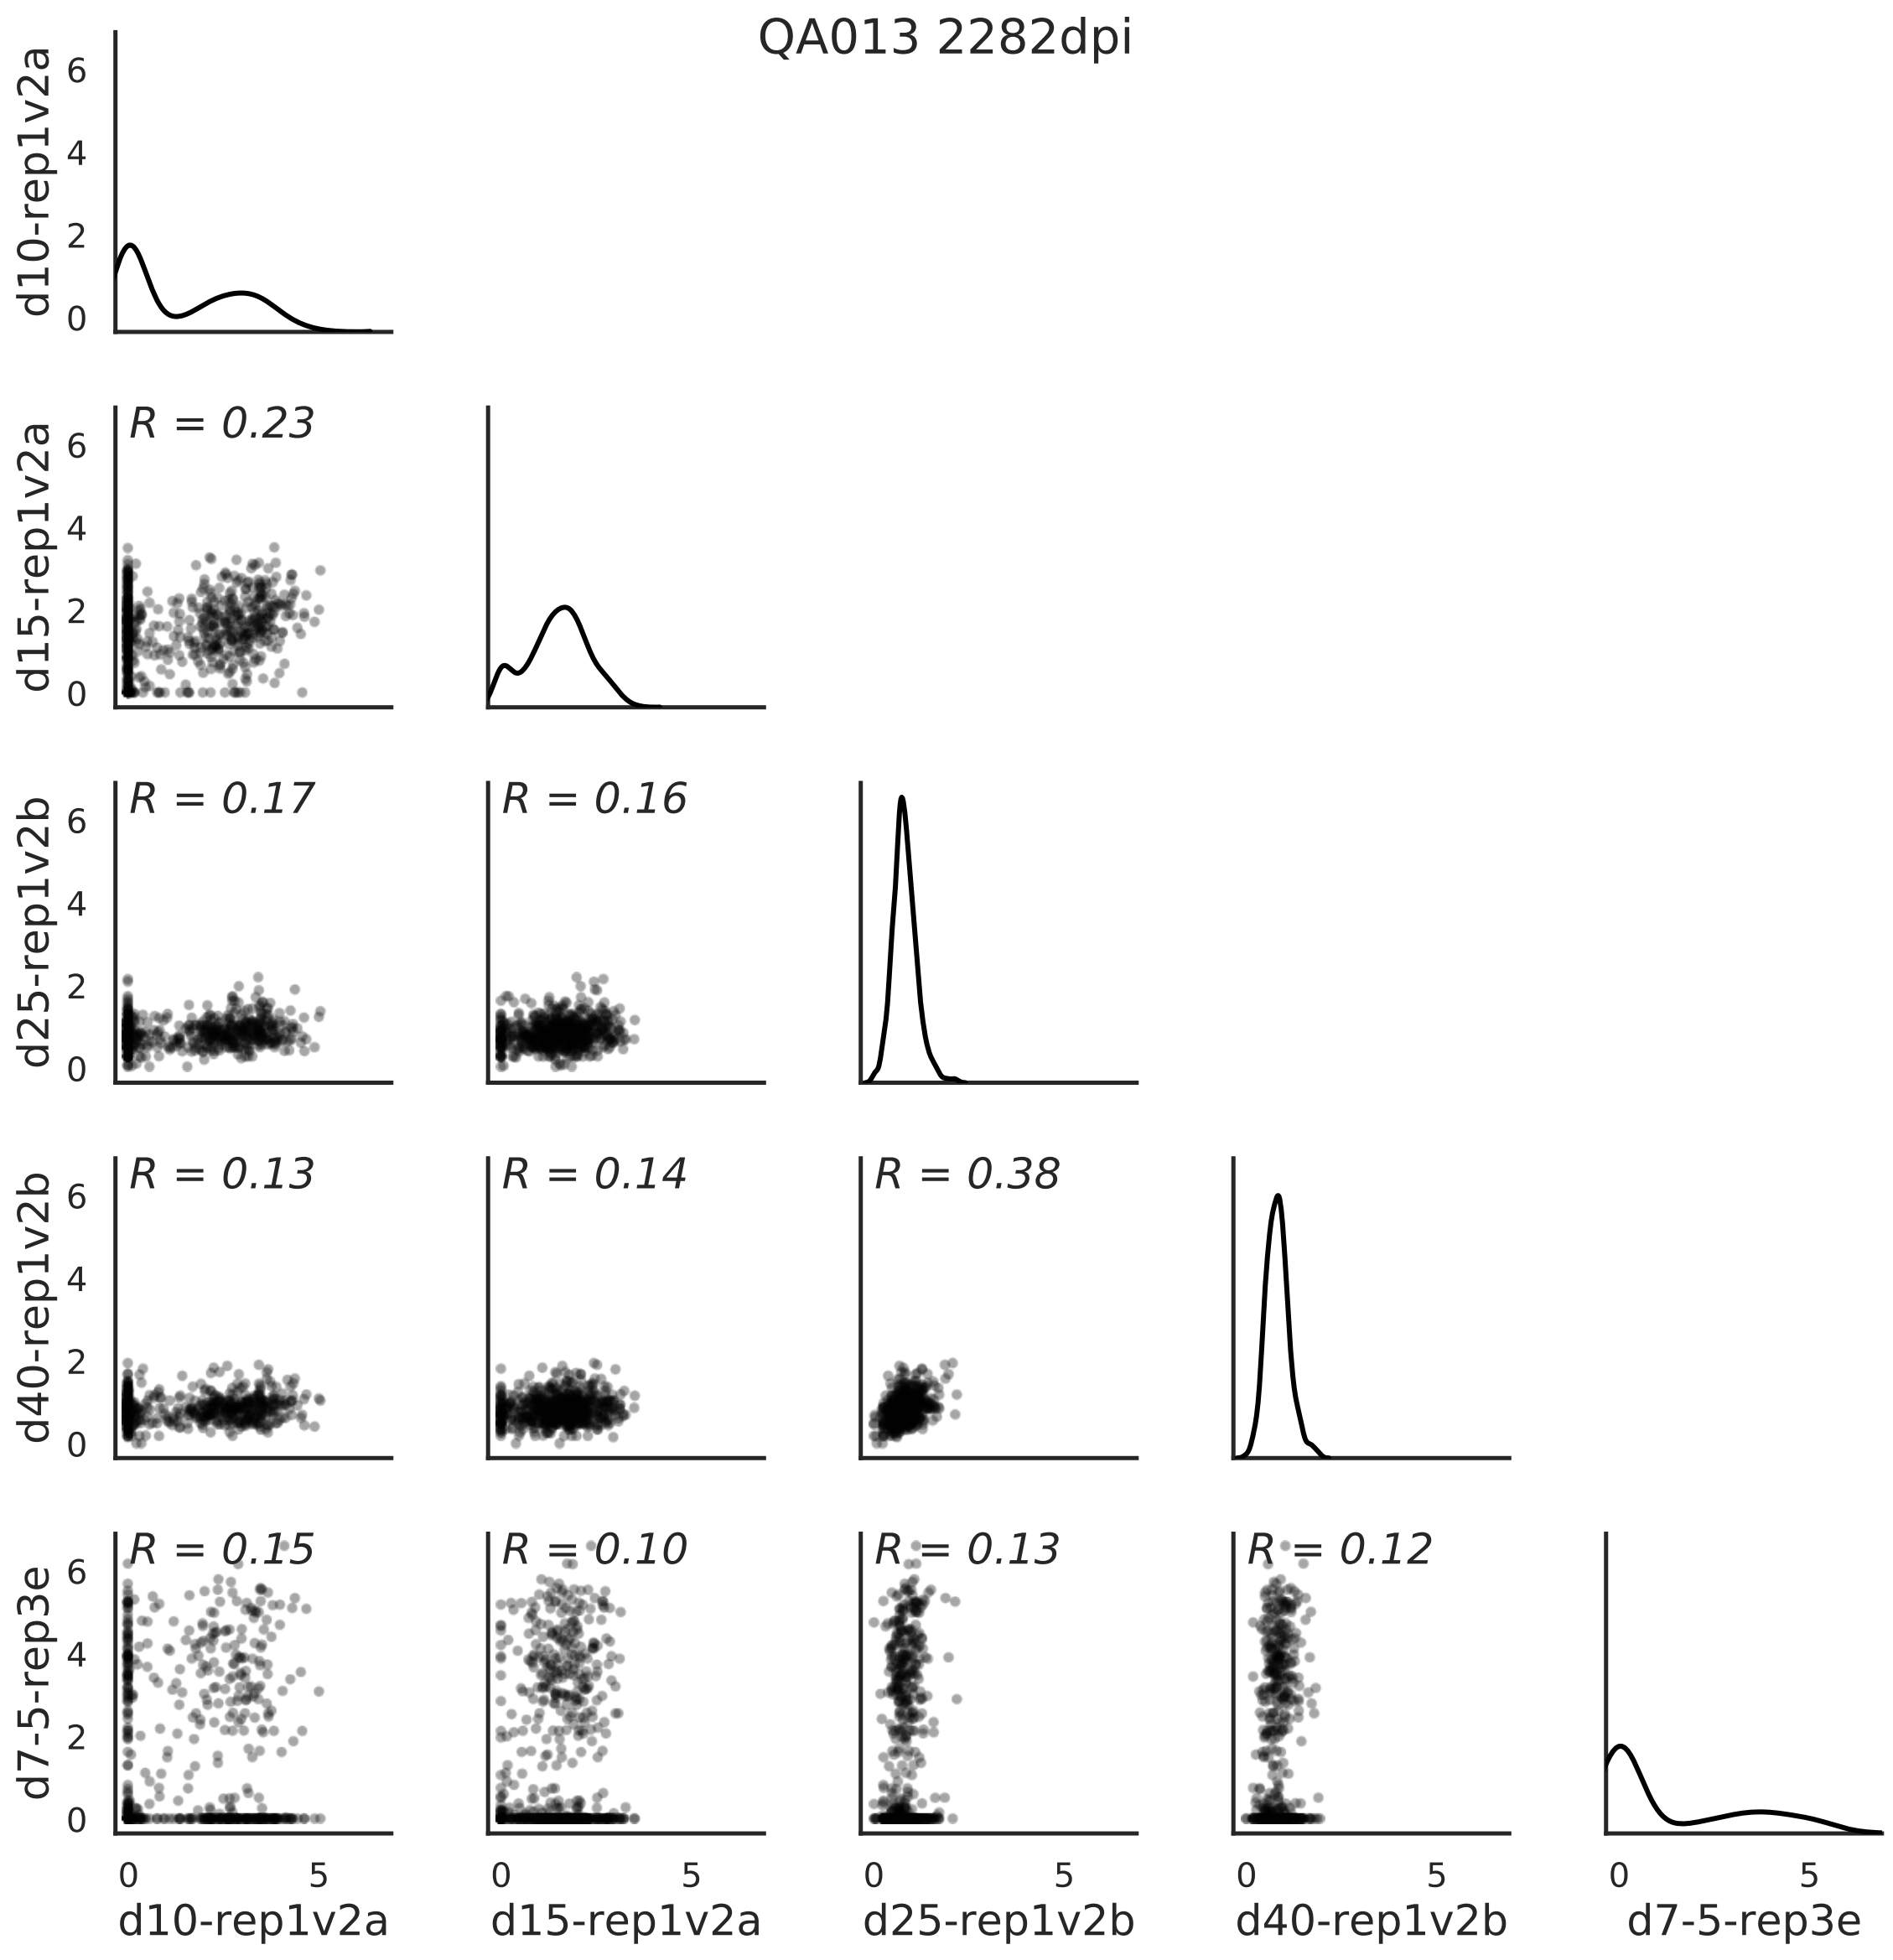 QA013 2282dpi
d10-rep1v2a
6
4
2
0
d15-rep1v2a
6
4
2
0
R = 0.23
d25-rep1v2b
6
4
2
0
R = 0.17
R = 0.16
d40-rep1v2b
6
4
2
0
R = 0.13
R = 0.14
R = 0.38
d7-5-rep3e
6
4
2
0
R = 0.15
R = 0.10
R = 0.13
R = 0.12
0 5
0 5
0 5
0 5
0 5
d10-rep1v2a
d15-rep1v2a
d25-rep1v2b
d40-rep1v2b
d7-5-rep3e